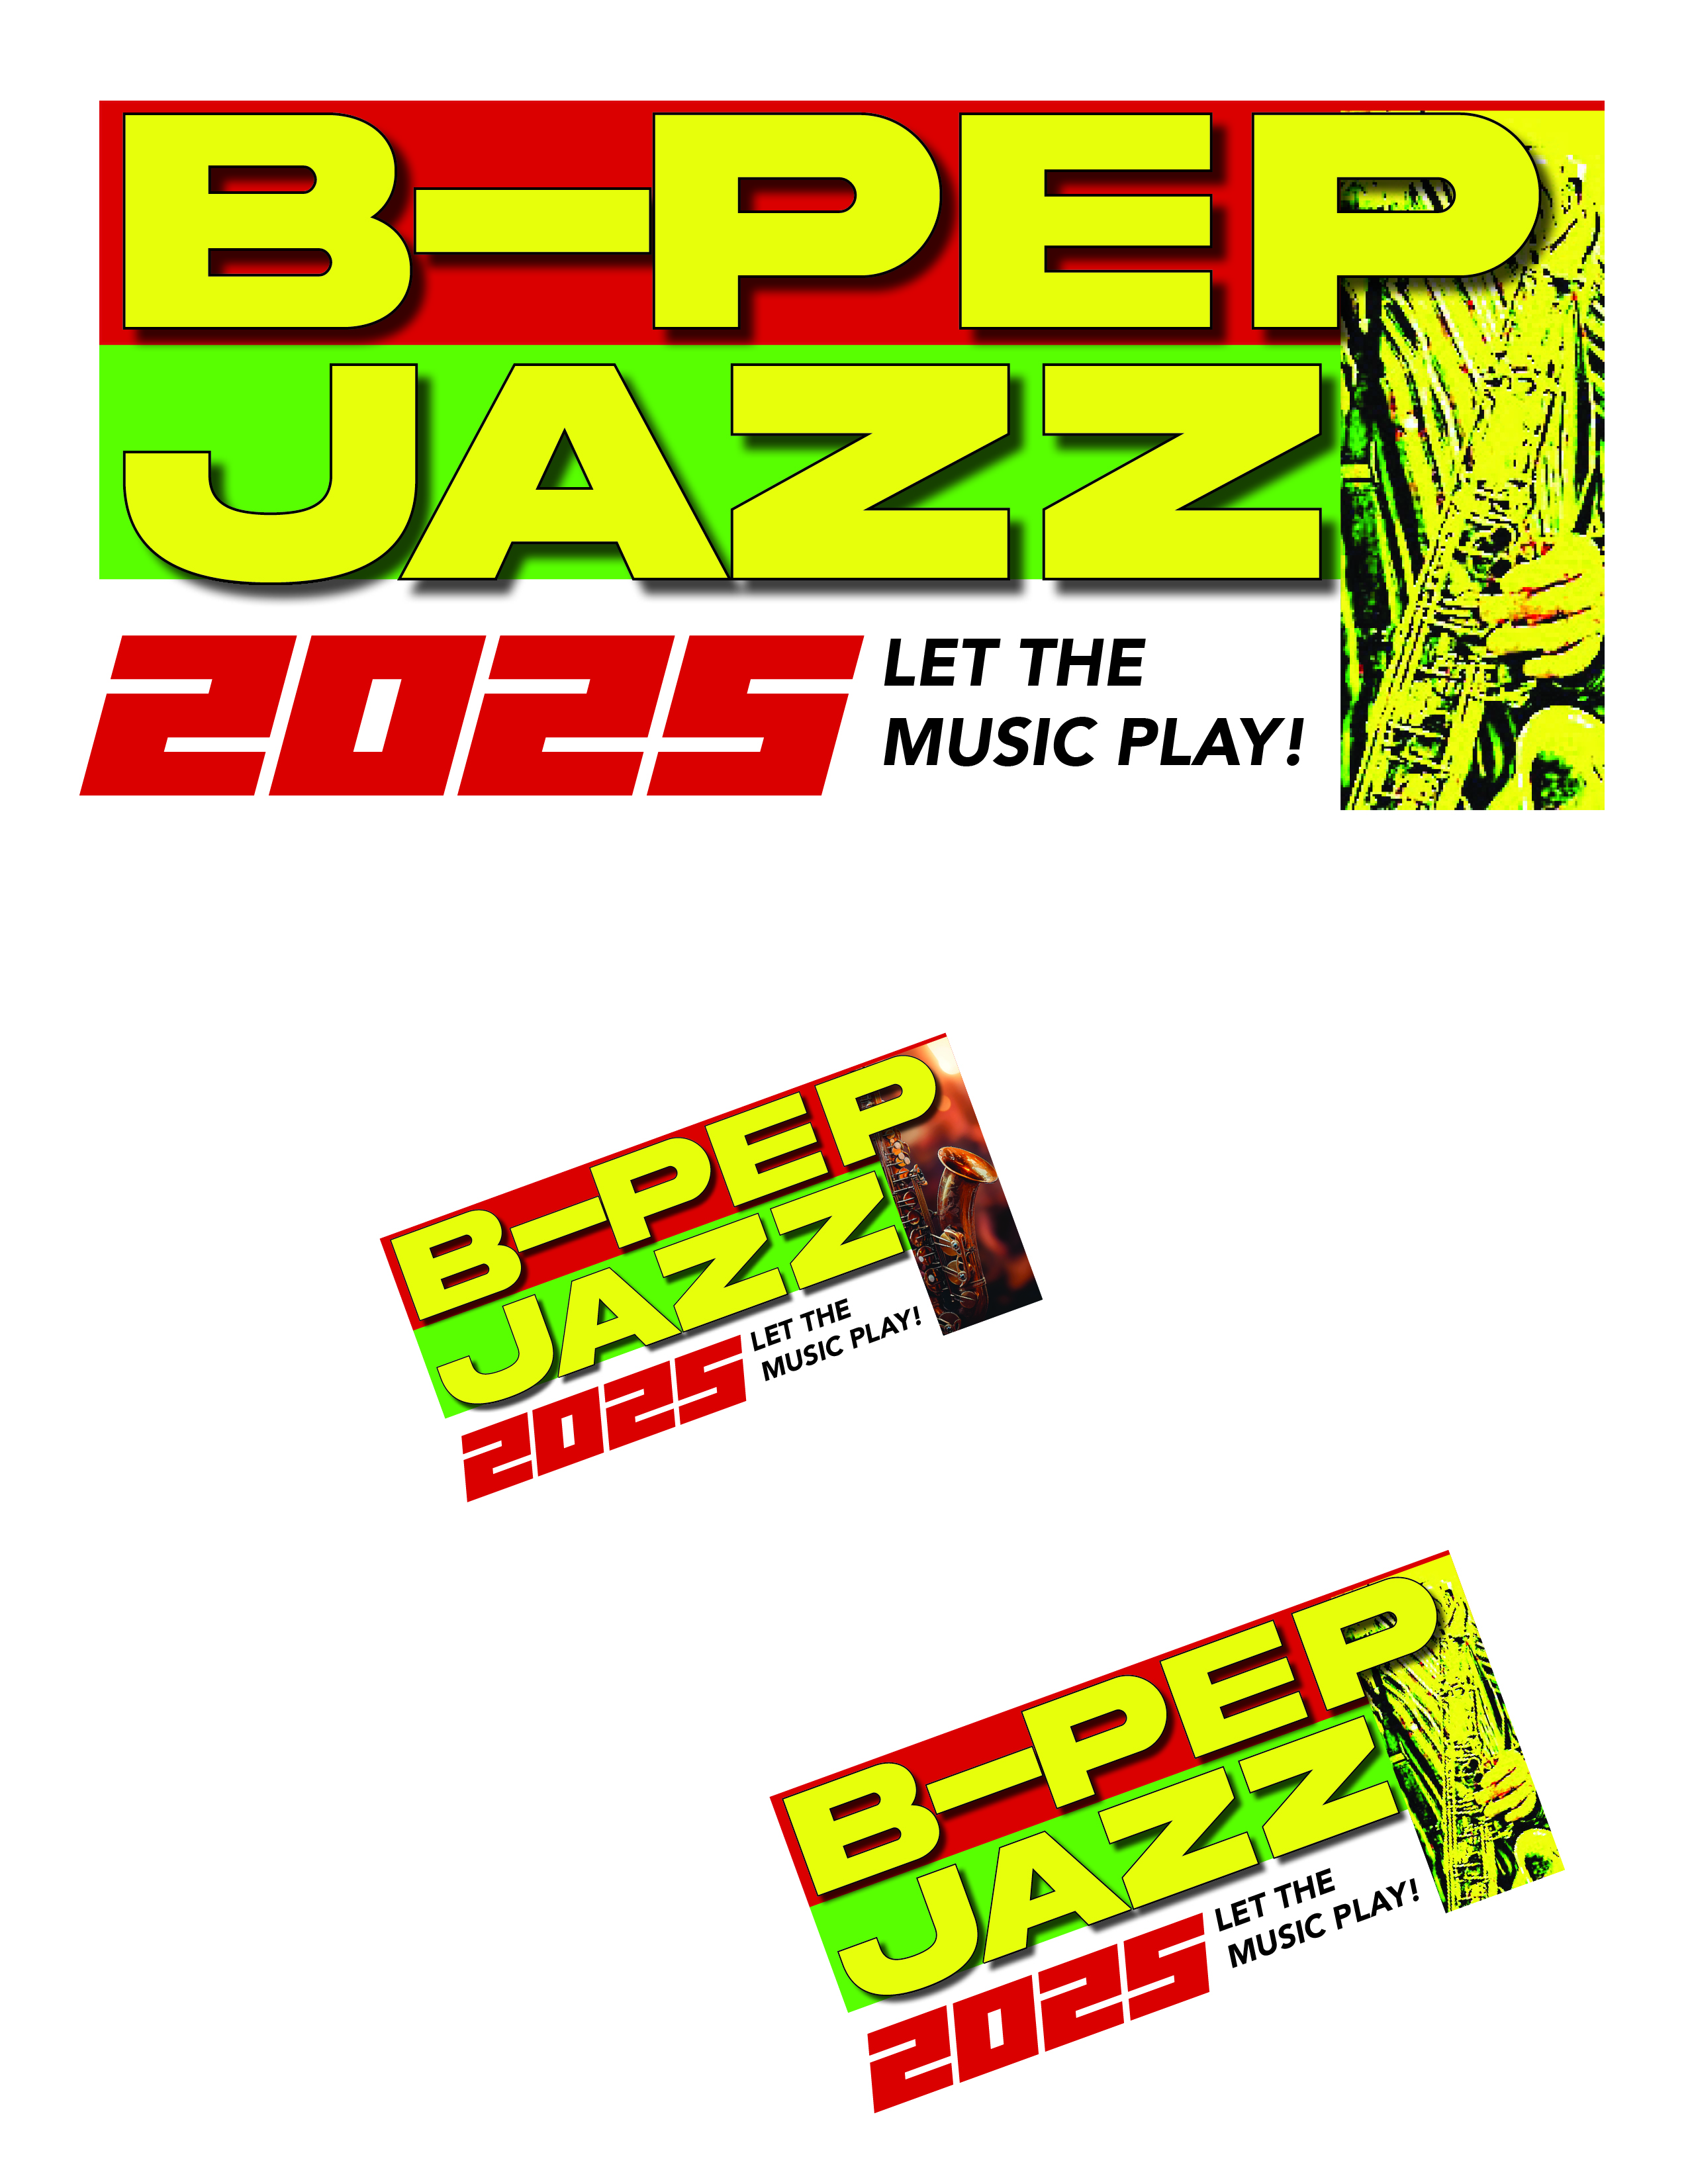 B-PEP
JAZZ
2025
LET THE
MUSIC PLAY!
B-PEP
JAZZ
2025
LET THE
MUSIC PLAY!
B-PEP
JAZZ
2025
LET THE
MUSIC PLAY!